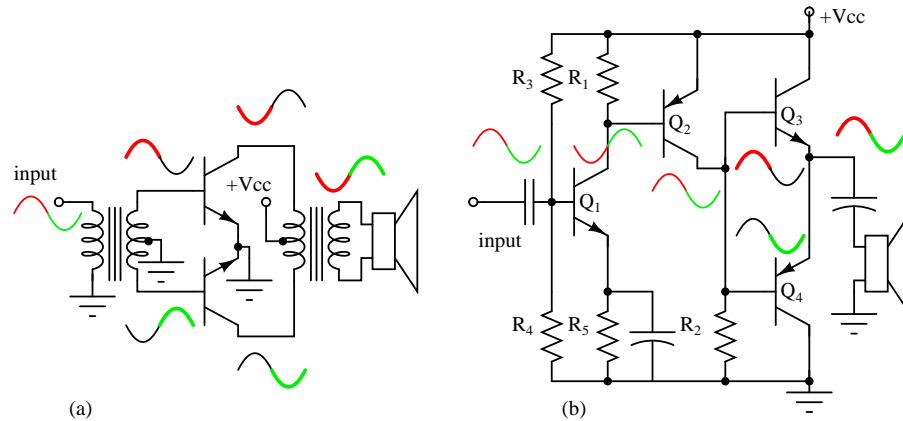 input
+Vcc
(a)
+Vcc
R3
R1
Q2
Q3
Q1
input
Q4
R4
R5
R2
(b)